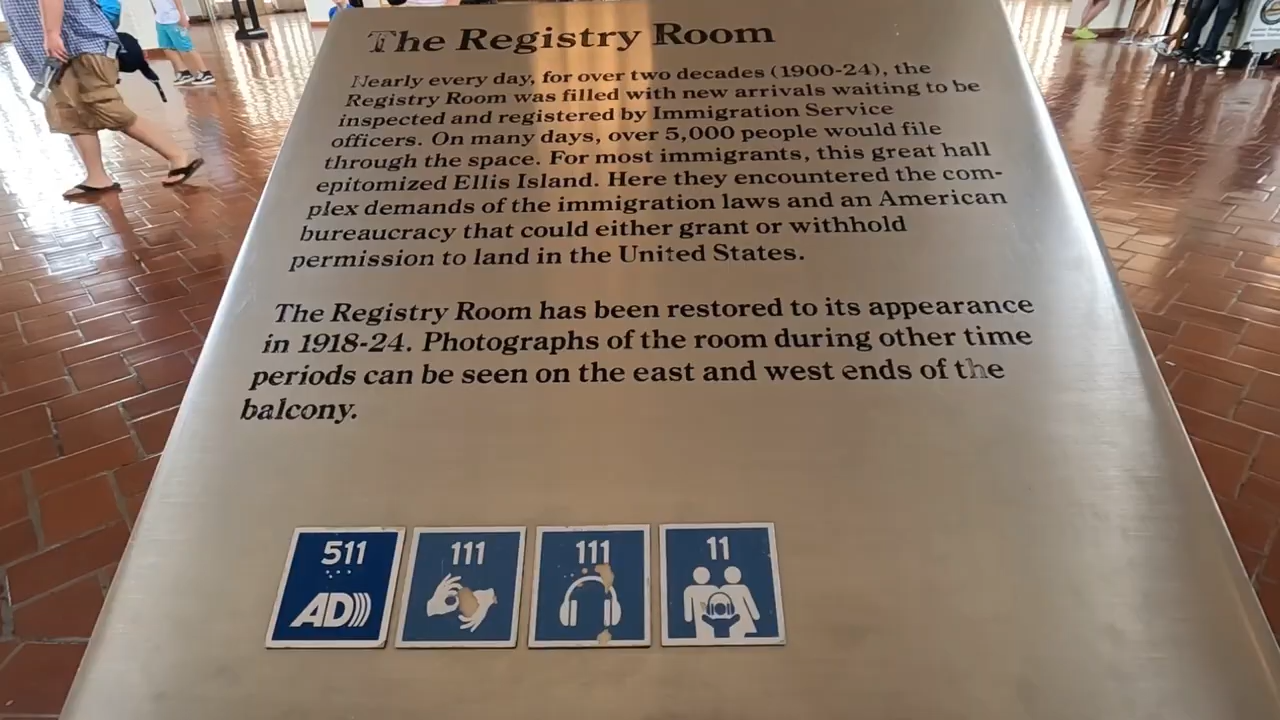 The Registry Room
Nearly every day, for over two decades (1900-24), the
Registry Room was filled with new arrivals waiting to be
inspected and registered by Immigration Service
officers. On many days, over 5,000 people would file
through the space. For most immigrants, this great hall
epitomized Ellis Island. Here they encountered the com-
plex demands of the immigration laws and an American
bureaucracy that could either grant or withhold
permission to land in the United States.
The Registry Room has been restored to its appearance
in 1918-24. Photographs of the room during other time
periods can be seen on the east and west ends of the
balcony.
511 111 111 11
AD